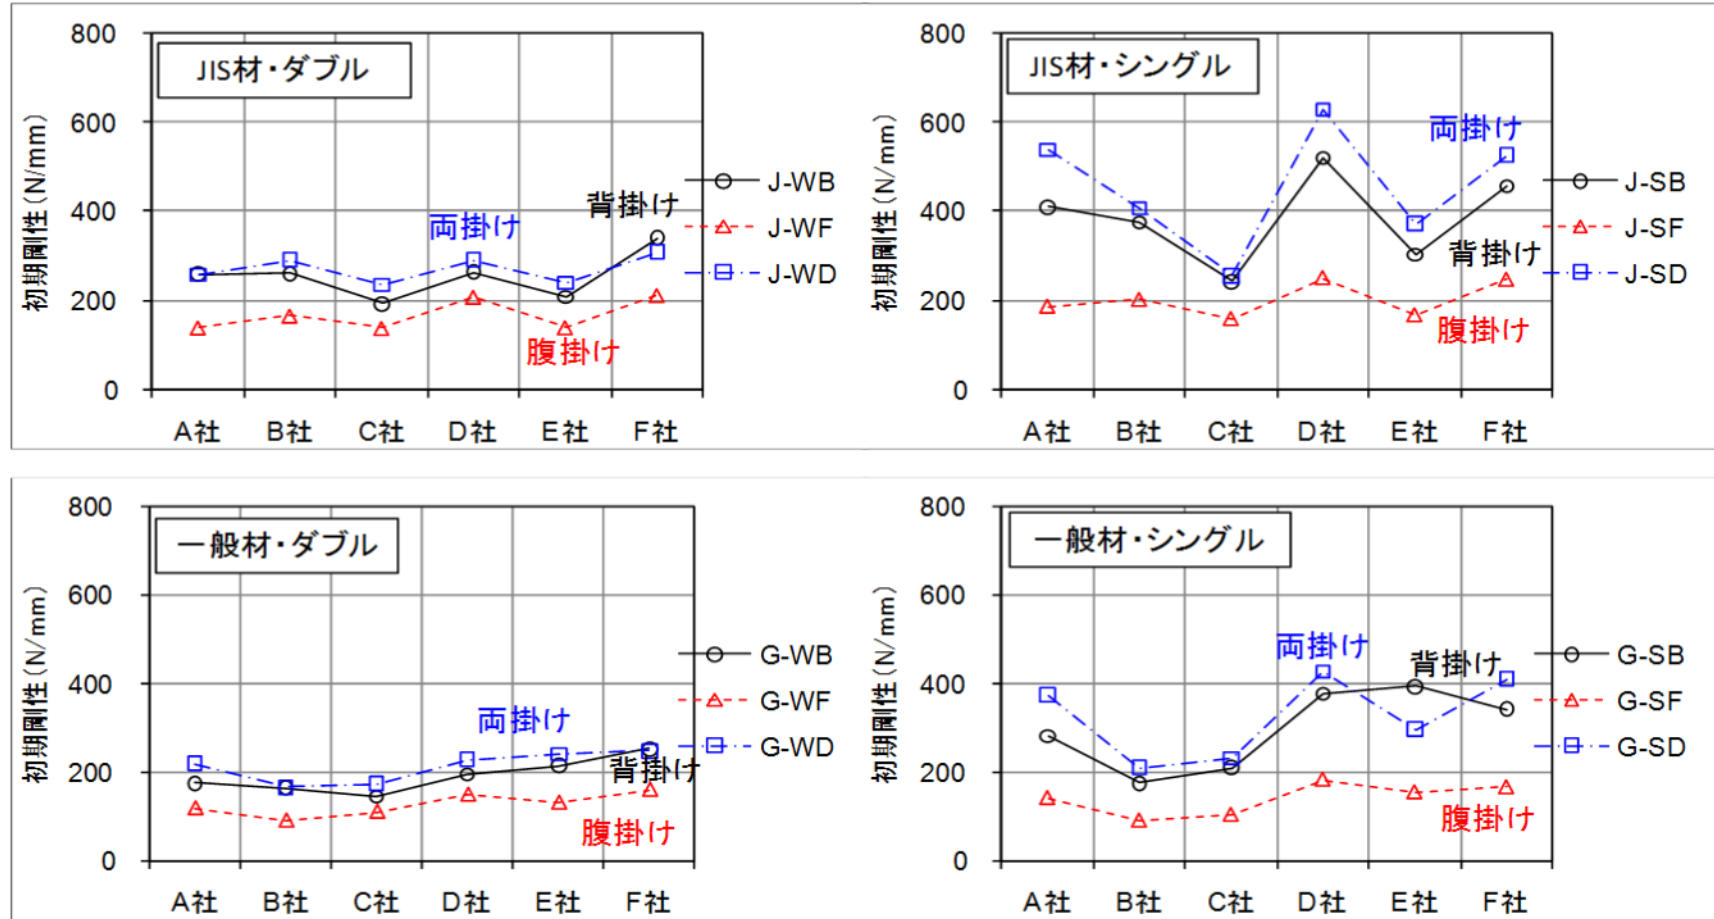 JIS材・ダブル
初期剛性(N/mm)
800
600
400
200
0
両掛け
背掛け
腹掛け
A社 B社 C社 D社 E社 F社
J-WB
J-WF
J-WD
JIS材・シングル
初期剛性(N/mm)
800
600
400
200
0
両掛け
背掛け
腹掛け
A社 B社 C社 D社 E社 F社
J-SB
J-SF
J-SD
一般材・ダブル
初期剛性(N/mm)
800
600
400
200
0
両掛け
背掛け
腹掛け
A社 B社 C社 D社 E社 F社
G-WB
G-WF
G-WD
一般材・シングル
初期剛性(N/mm)
800
600
400
200
0
両掛け
背掛け
腹掛け
A社 B社 C社 D社 E社 F社
G-SB
G-SF
G-SD